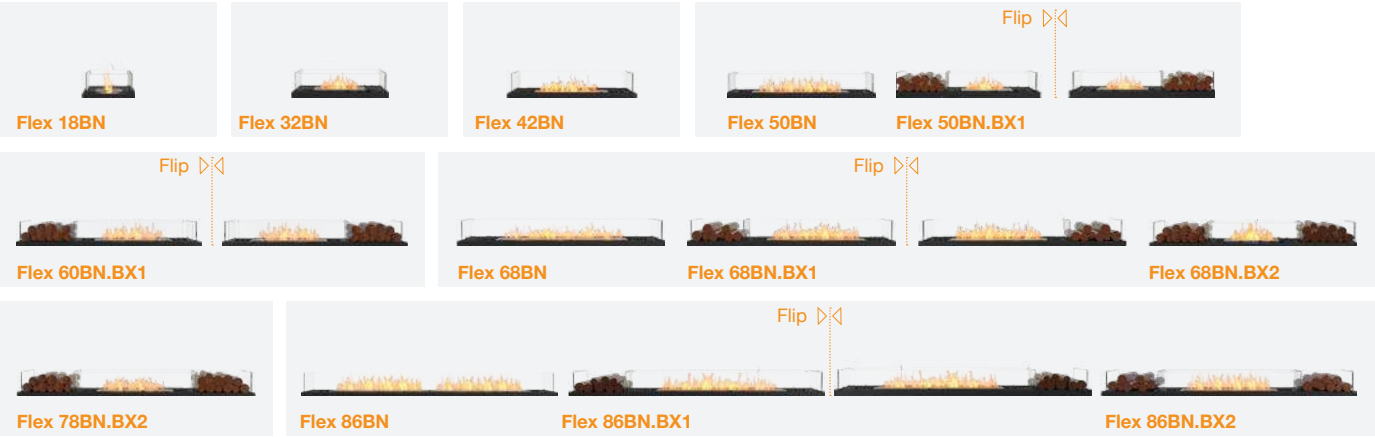 Flip
Flex 18BN
Flex 32BN
Flex 42BN
Flex 50BN
Flex 50BN.BX1
Flip
Flip
Flex 60BN.BX1
Flex 68BN
Flex 68BN.BX1
Flex 68BN.BX2
Flip
Flex 78BN.BX2
Flex 86BN
Flex 86BN.BX1
Flex 86BN.BX2